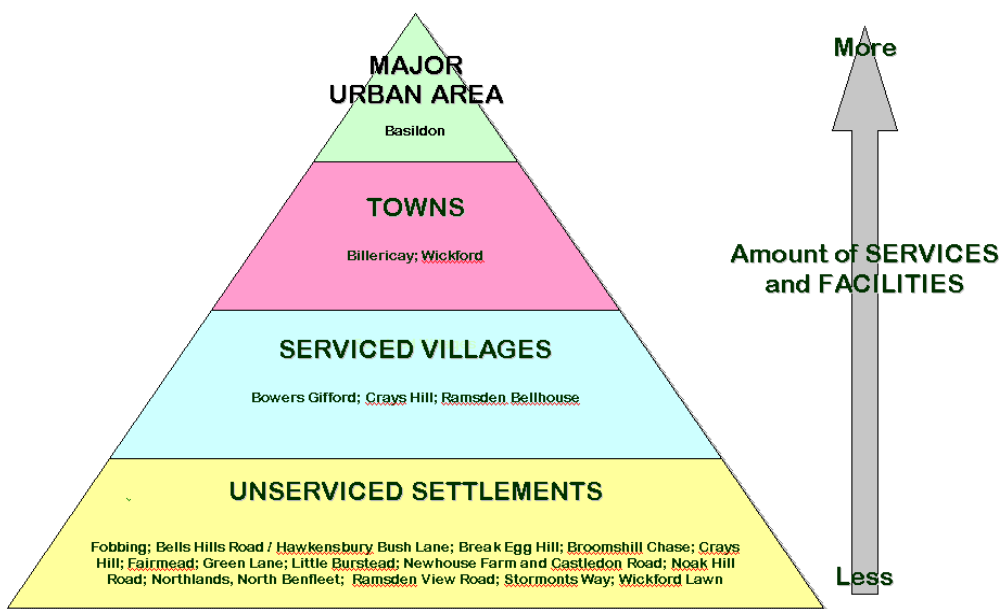 MAJOR
URBAN AREA
Basildon
TOWNS
Billericay; Wickford
SERVICED VILLAGES
Bowers Gifford; Crays Hill; Ramsden Bellhouse
UNSERVICED SETTLEMENTS
Fobbing; Bells Hills Road / Hawkensbury Bush Lane; Break Egg Hill; Broomshill Chase; Crays
Hill; Fairmead; Green Lane; Little Burstead; Newhouse Farm and Castledon Road; Noak Hill
Road; Northlands, North Benfleet; Ramsden View Road; Stormonts Way; Wickford Lawn
More
Amount of SERVICES
and FACILITIES
Less